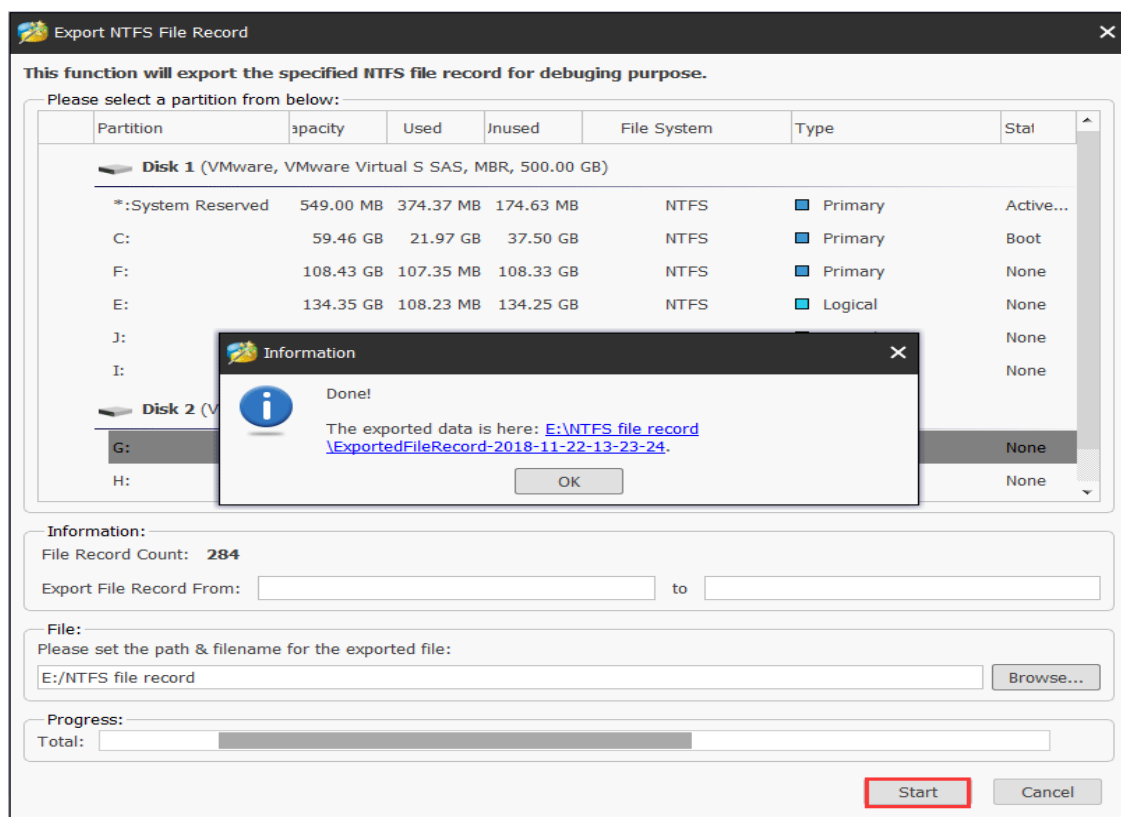 Export NTFS File Record
This function will export the specified NTFS file record for debuging purpose.
Please select a partition from below:
Partition apacity Used Unused File System Type Stat
Disk 1 (VMware, VMware Virtual S SAS, MBR, 500.00 GB)
*:System Reserved 549.00 MB 374.37 MB 174.63 MB NTFS Primary Active...
C: 59.46 GB 21.97 GB 37.50 GB NTFS Primary Boot
F: 108.43 GB 107.35 MB 108.33 GB NTFS Primary None
E: 134.35 GB 108.23 MB 134.25 GB NTFS Logical None
J: None
I: None
Disk 2 (V
G: None
H: None
Information
Done!
The exported data is here: E:\NTFS file record
\ExportedFileRecord-2018-11-22-13-23-24.
OK
Information:
File Record Count: 284
Export File Record From: to
File:
Please set the path & filename for the exported file:
E:/NTFS file record Browse...
Progress:
Total:
Start Cancel